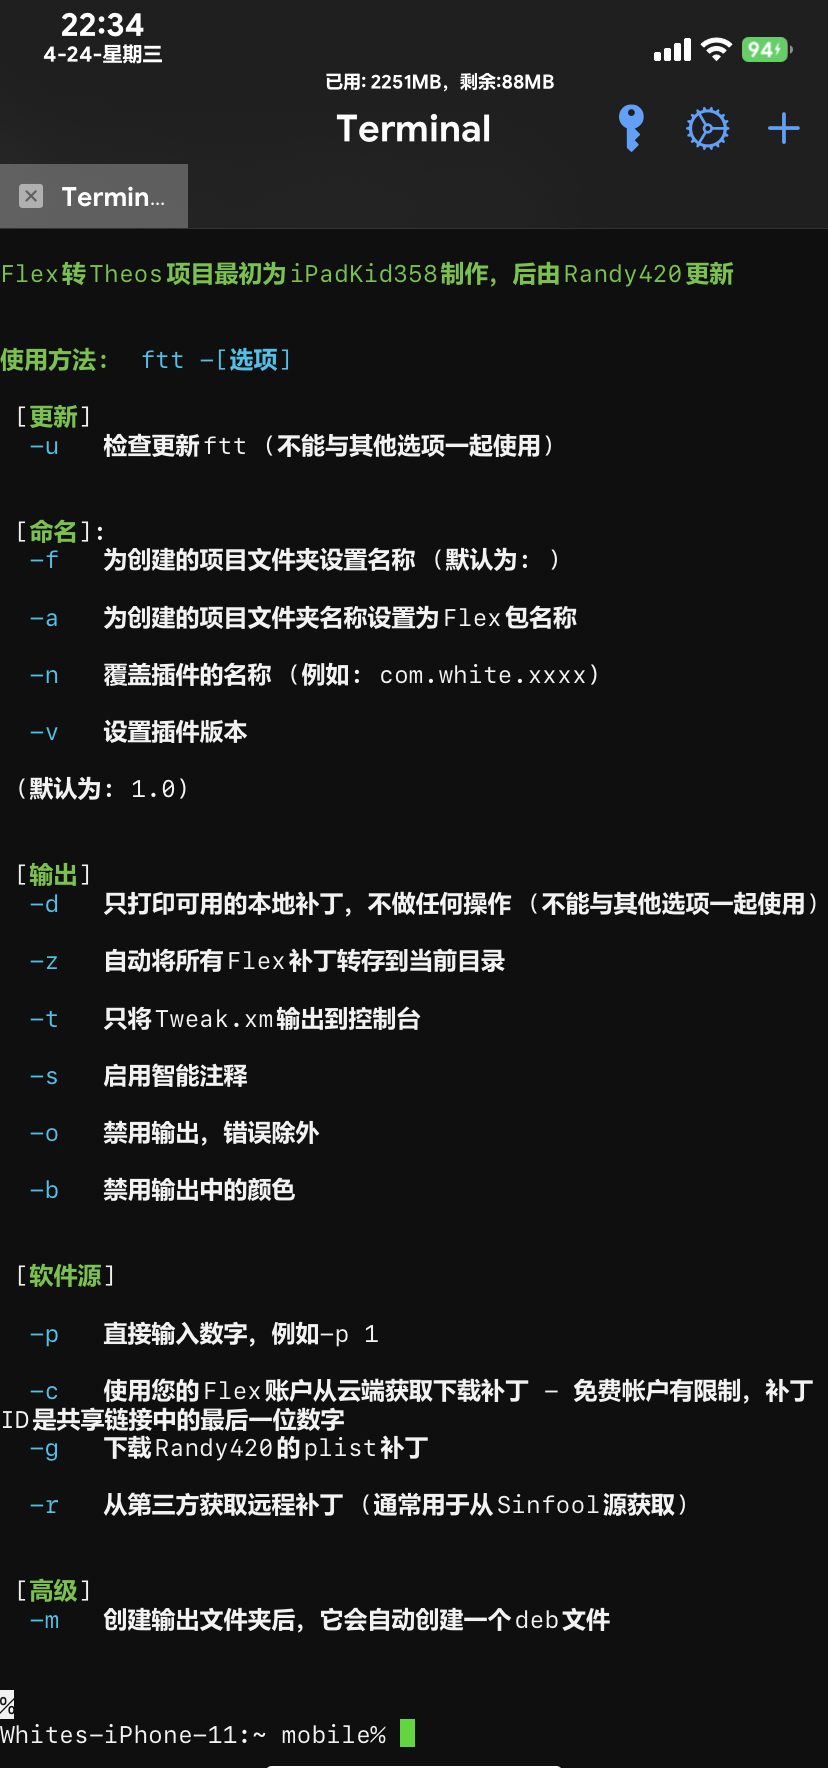 22:34
4-24-星期三
94
已用: 2251MB，剩余:88MB
Terminal
Termin...
Flex转Theos项目最初为iPadKid358制作，后由Randy420更新
使用方法： ftt -[选项]
[更新]
-u 检查更新ftt（不能与其他选项一起使用）
[命名]:
-f 为创建的项目文件夹设置名称（默认为： ）
-a 为创建的项目文件夹名称设置为Flex包名称
-n 覆盖插件的名称（例如： com.white.xxxx）
-v 设置插件版本
（默认为： 1.0）
[输出]
-d 只打印可用的本地补丁，不做任何操作（不能与其他选项一起使用）
-z 自动将所有Flex补丁转存到当前目录
-t 只将Tweak.xm输出到控制台
-s 启用智能注释
-o 禁用输出，错误除外
-b 禁用输出中的颜色
[软件源]
-p 直接输入数字，例如-p 1
-c 使用您的Flex账户从云端获取下载补丁 - 免费帐户有限制，补丁
ID是共享链接中的最后一位数字
-g 下载Randy420的plist补丁
-r 从第三方获取远程补丁（通常用于从Sinfool源获取）
[高级]
-m 创建输出文件夹后，它会自动创建一个deb文件
%
Whites-iPhone-11:~ mobile%